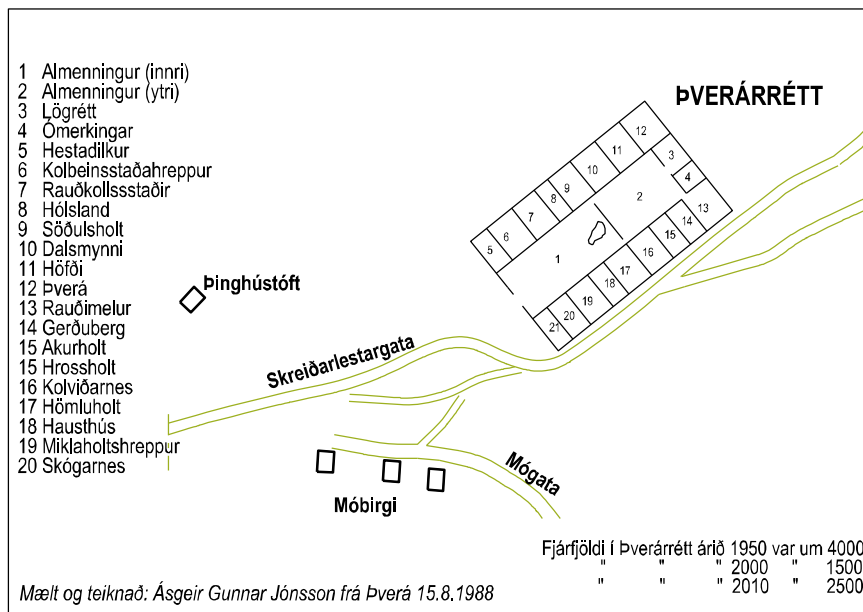 1 Almenningur (innri)
2 Almenningur (ytri)
3 Lögrétt
4 Ómerkingar
5 Hestadilkur
6 Kolbeinsstaðahreppur
7 Rauðkollssstaðir
8 Hólsland
9 Söðulsholt
10 Dalsmynni
11 Höfði
12 Þverá
13 Rauðimelur
14 Gerðuberg
15 Akurholt
15 Hrossholt
16 Kolviðarnes
17 Hömluholt
18 Hausthús
19 Miklaholtshreppur
20 Skógarnes
ÞVERÁRRÉTT
12
11
3
10
4
9
8
2
13
7
14
6
15
5
16
1
17
18
19
20
21
Þinghústóft
Skreiðarlestargata
Mógata
Móbirgi
Fjárfjöldi í Þverárrétt árið 1950 var um 4000
" " " 2000 " 1500
" " " 2010 " 2500
Mælt og teiknað: Ásgeir Gunnar Jónsson frá Þverá 15.8.1988